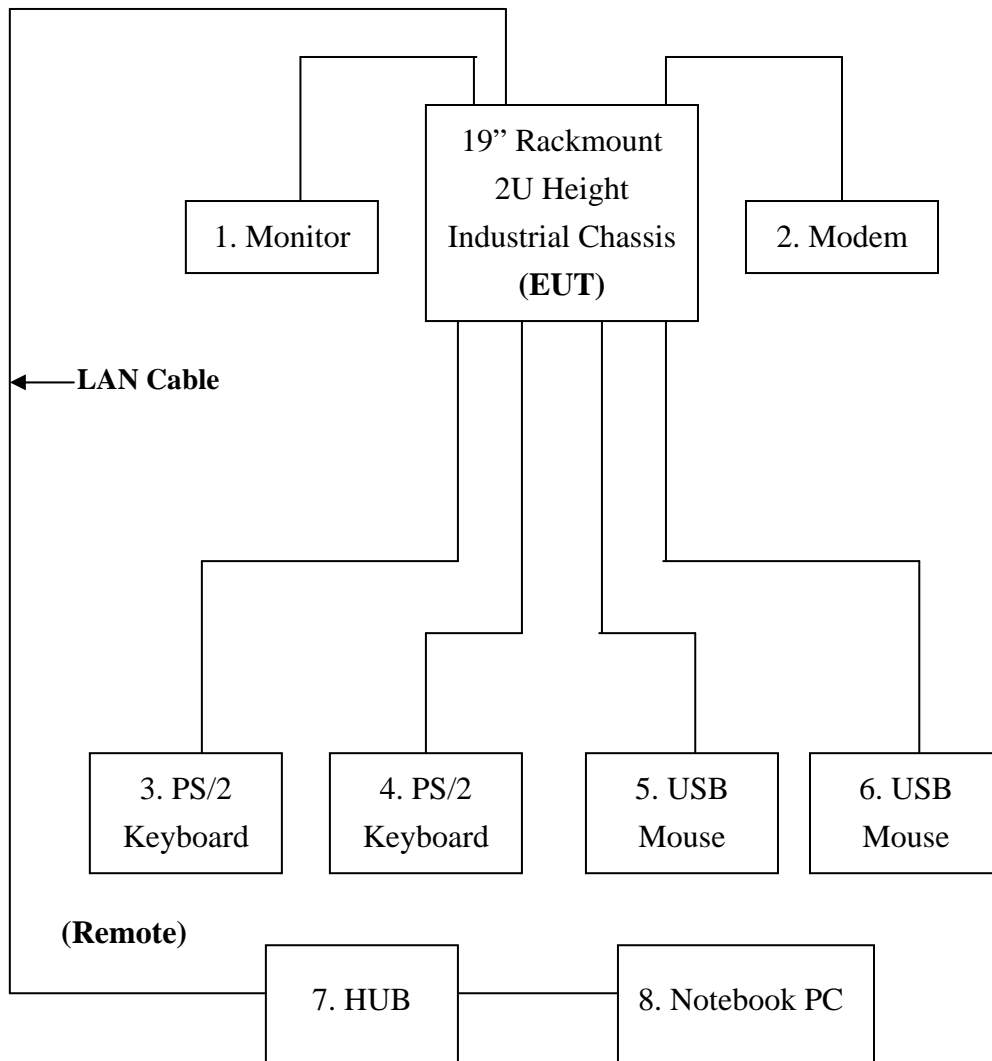 19” Rackmount
2U Height
Industrial Chassis
(EUT)
1. Monitor
2. Modem
LAN Cable
3. PS/2
Keyboard
4. PS/2
Keyboard
5. USB
Mouse
6. USB
Mouse
(Remote)
7. HUB
8. Notebook PC